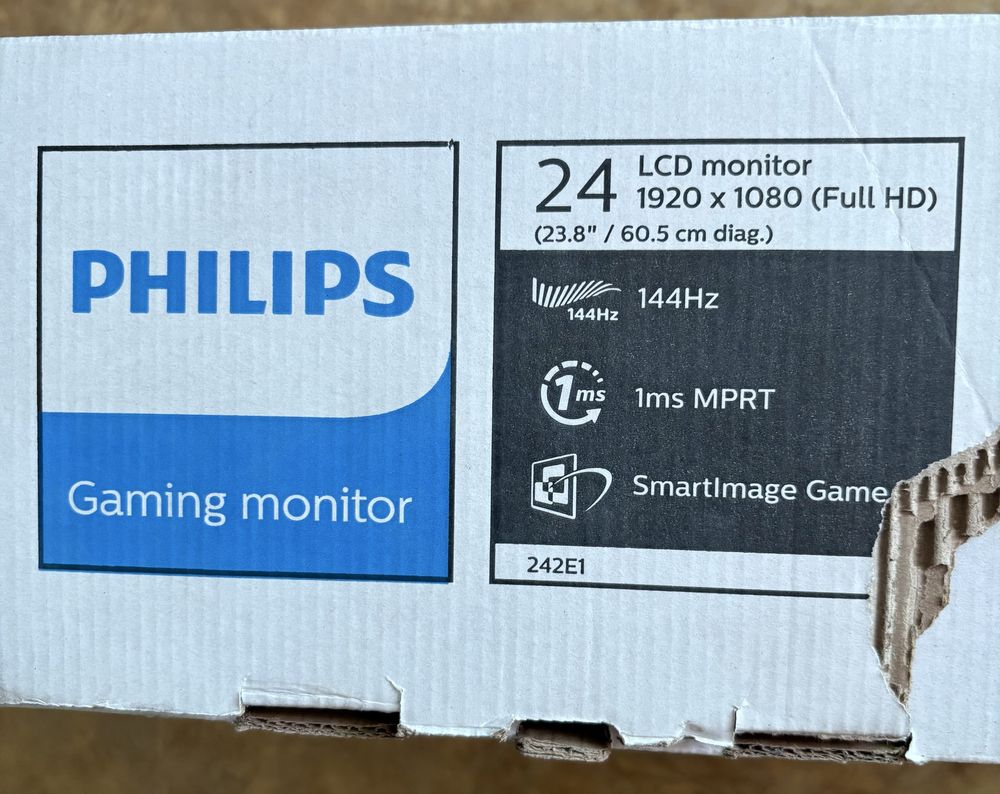 PHILIPS
Gaming monitor
24
LCD monitor
1920 x 1080 (Full HD)
(23.8" / 60.5 cm diag.)
144Hz
144Hz
1ms
1ms MPRT
SmartImage Game
242E1